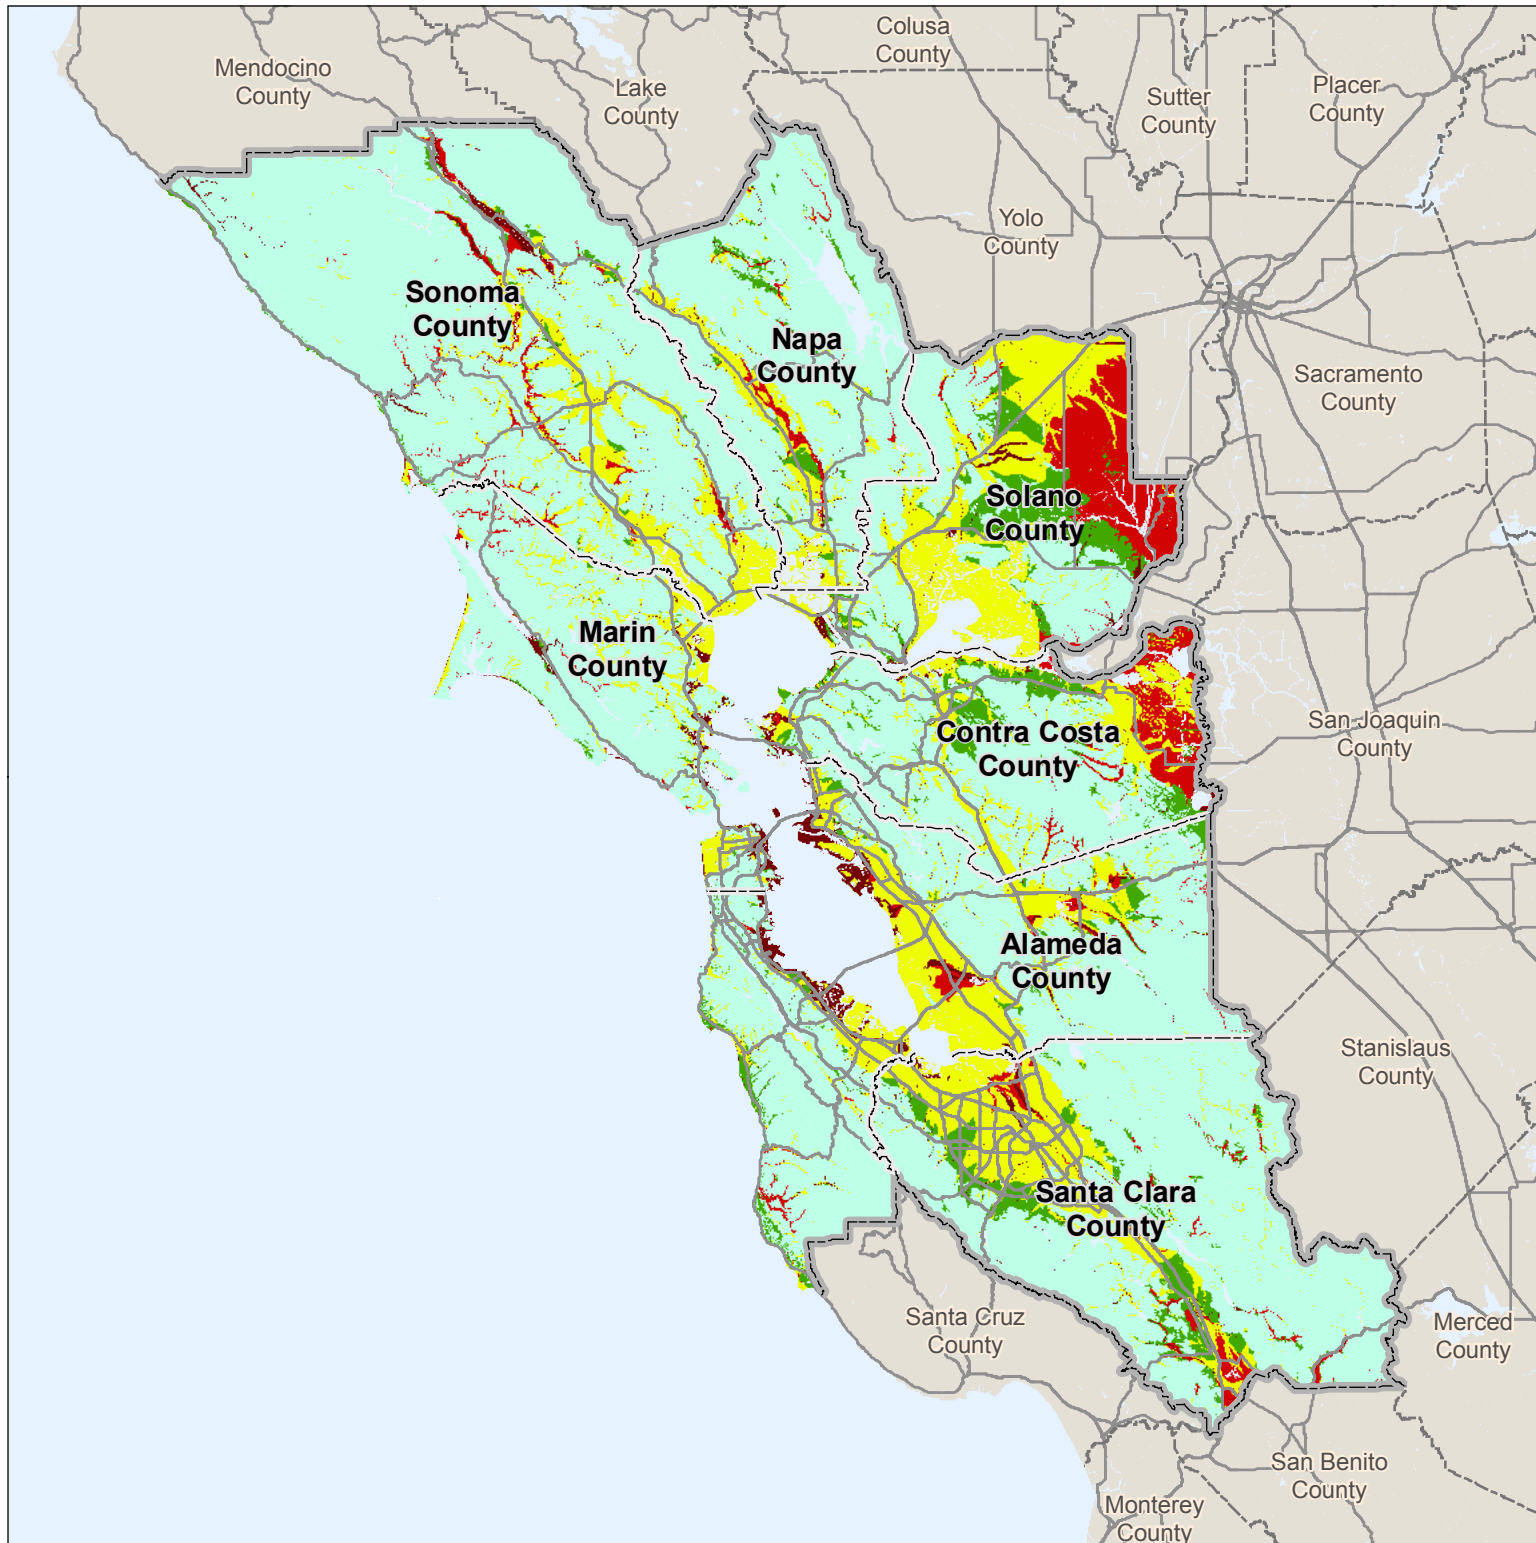 Colusa
County
Mendocino
County
Lake
County
Sutter
County
Placer
County
Yolo
County
Sonoma
County
Napa
County
Sacramento
County
Solano
County
Marin
County
Contra Costa
County
San Joaquin
County
Alameda
County
Stanislaus
County
Santa Clara
County
Santa Cruz
County
Merced
County
San Benito
County
Monterey
County